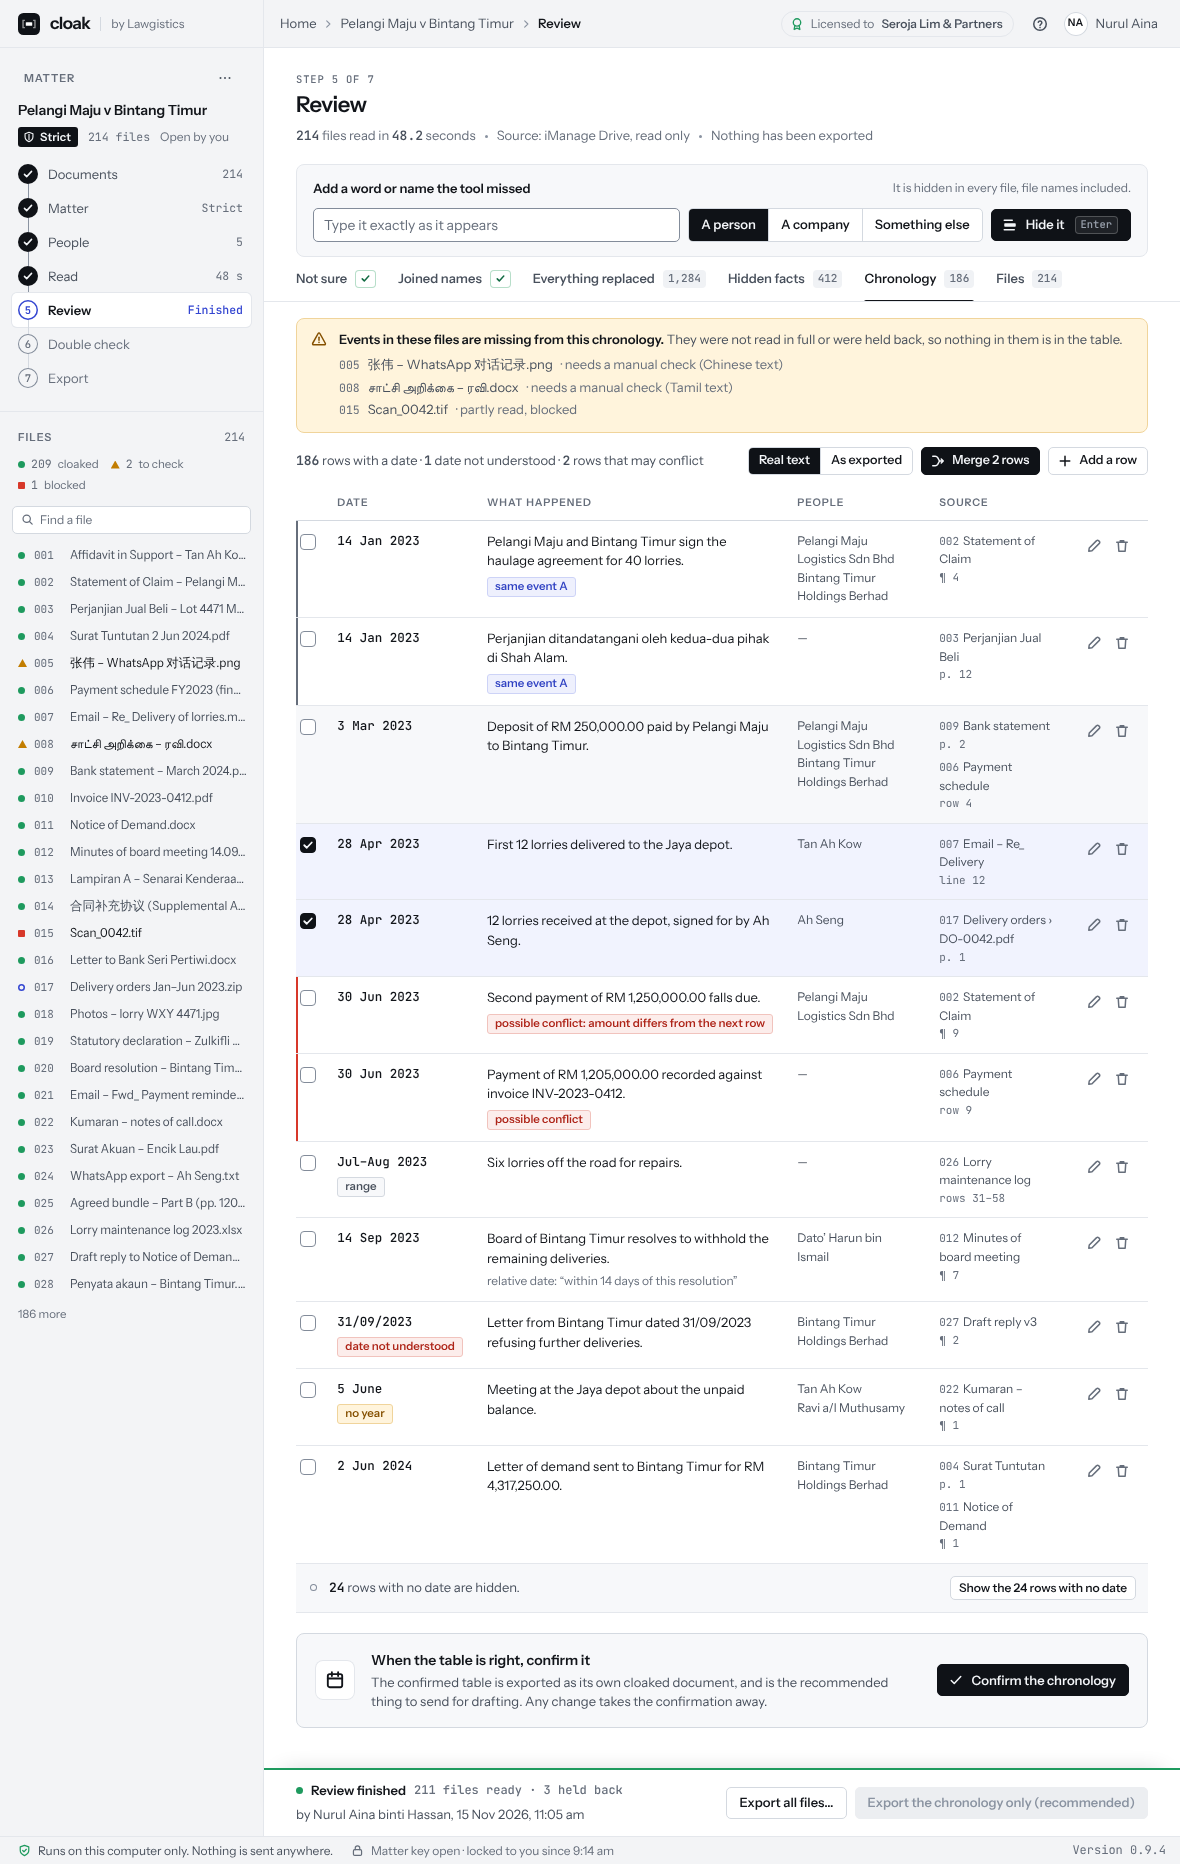 cloak by Lawgistics
Home > Pelangi Maju v Bintang Timur > Review
Licensed to Seroja Lim & Partners
NA Nurul Aina
MATTER ...
Pelangi Maju v Bintang Timur
Strict 214 files Open by you
Documents 214
Matter Strict
People 5
Read 48 s
5 Review Finished
6 Double check
7 Export
FILES 214
209 cloaked 2 to check
1 blocked
Find a file
001 Affidavit in Support – Tan Ah Ko...
002 Statement of Claim – Pelangi M...
003 Perjanjian Jual Beli – Lot 4471 M...
004 Surat Tuntutan 2 Jun 2024.pdf
005 张伟 – WhatsApp 对话记录.png
006 Payment schedule FY2023 (fin...
007 Email – Re_ Delivery of lorries.m...
008 சாட்சி அறிக்கை – ரவி.docx
009 Bank statement – March 2024.p...
010 Invoice INV-2023-0412.pdf
011 Notice of Demand.docx
012 Minutes of board meeting 14.09...
013 Lampiran A – Senarai Kenderaa...
014 合同补充协议 (Supplemental A...
015 Scan_0042.tif
016 Letter to Bank Seri Pertiwi.docx
017 Delivery orders Jan–Jun 2023.zip
018 Photos – lorry WXY 4471.jpg
019 Statutory declaration – Zulkifli ...
020 Board resolution – Bintang Tim...
021 Email – Fwd_ Payment reminde...
022 Kumaran – notes of call.docx
023 Surat Akuan – Encik Lau.pdf
024 WhatsApp export – Ah Seng.txt
025 Agreed bundle – Part B (pp. 120...
026 Lorry maintenance log 2023.xlsx
027 Draft reply to Notice of Deman...
028 Penyata akaun – Bintang Timur....
186 more
STEP 5 OF 7
Review
214 files read in 48.2 seconds • Source: iManage Drive, read only • Nothing has been exported
Add a word or name the tool missed
It is hidden in every file, file names included.
Type it exactly as it appears
A person A company Something else
Hide it Enter
Not sure Joined names Everything replaced 1,284 Hidden facts 412 Chronology 186 Files 214
Events in these files are missing from this chronology. They were not read in full or were held back, so nothing in them is in the table.
005 张伟 – WhatsApp 对话记录.png · needs a manual check (Chinese text)
008 சாட்சி அறிக்கை – ரவி.docx · needs a manual check (Tamil text)
015 Scan_0042.tif · partly read, blocked
186 rows with a date · 1 date not understood · 2 rows that may conflict
Real text As exported Merge 2 rows Add a row
DATE WHAT HAPPENED PEOPLE SOURCE
14 Jan 2023
Pelangi Maju and Bintang Timur sign the
haulage agreement for 40 lorries.
same event A
Pelangi Maju
Logistics Sdn Bhd
Bintang Timur
Holdings Berhad
002 Statement of
Claim
¶ 4
14 Jan 2023
Perjanjian ditandatangani oleh kedua-dua pihak
di Shah Alam.
same event A
—
003 Perjanjian Jual
Beli
p. 12
3 Mar 2023
Deposit of RM 250,000.00 paid by Pelangi Maju
to Bintang Timur.
Pelangi Maju
Logistics Sdn Bhd
Bintang Timur
Holdings Berhad
009 Bank statement
p. 2
006 Payment
schedule
row 4
28 Apr 2023
First 12 lorries delivered to the Jaya depot.
Tan Ah Kow
007 Email – Re_
Delivery
line 12
28 Apr 2023
12 lorries received at the depot, signed for by Ah
Seng.
Ah Seng
017 Delivery orders ›
DO-0042.pdf
p. 1
30 Jun 2023
Second payment of RM 1,250,000.00 falls due.
possible conflict: amount differs from the next row
Pelangi Maju
Logistics Sdn Bhd
002 Statement of
Claim
¶ 9
30 Jun 2023
Payment of RM 1,205,000.00 recorded against
invoice INV-2023-0412.
possible conflict
—
006 Payment
schedule
row 9
Jul–Aug 2023
range
Six lorries off the road for repairs.
—
026 Lorry
maintenance log
rows 31–58
14 Sep 2023
Board of Bintang Timur resolves to withhold the
remaining deliveries.
relative date: “within 14 days of this resolution”
Dato’ Harun bin
Ismail
012 Minutes of
board meeting
¶ 7
31/09/2023
date not understood
Letter from Bintang Timur dated 31/09/2023
refusing further deliveries.
Bintang Timur
Holdings Berhad
027 Draft reply v3
¶ 2
5 June
no year
Meeting at the Jaya depot about the unpaid
balance.
Tan Ah Kow
Ravi a/l Muthusamy
022 Kumaran –
notes of call
¶ 1
2 Jun 2024
Letter of demand sent to Bintang Timur for RM
4,317,250.00.
Bintang Timur
Holdings Berhad
004 Surat Tuntutan
p. 1
011 Notice of
Demand
¶ 1
24 rows with no date are hidden.
Show the 24 rows with no date
When the table is right, confirm it
The confirmed table is exported as its own cloaked document, and is the recommended
thing to send for drafting. Any change takes the confirmation away.
Confirm the chronology
Review finished 211 files ready · 3 held back
by Nurul Aina binti Hassan, 15 Nov 2026, 11:05 am
Export all files...
Export the chronology only (recommended)
Runs on this computer only. Nothing is sent anywhere.
Matter key open · locked to you since 9:14 am
Version 0.9.4